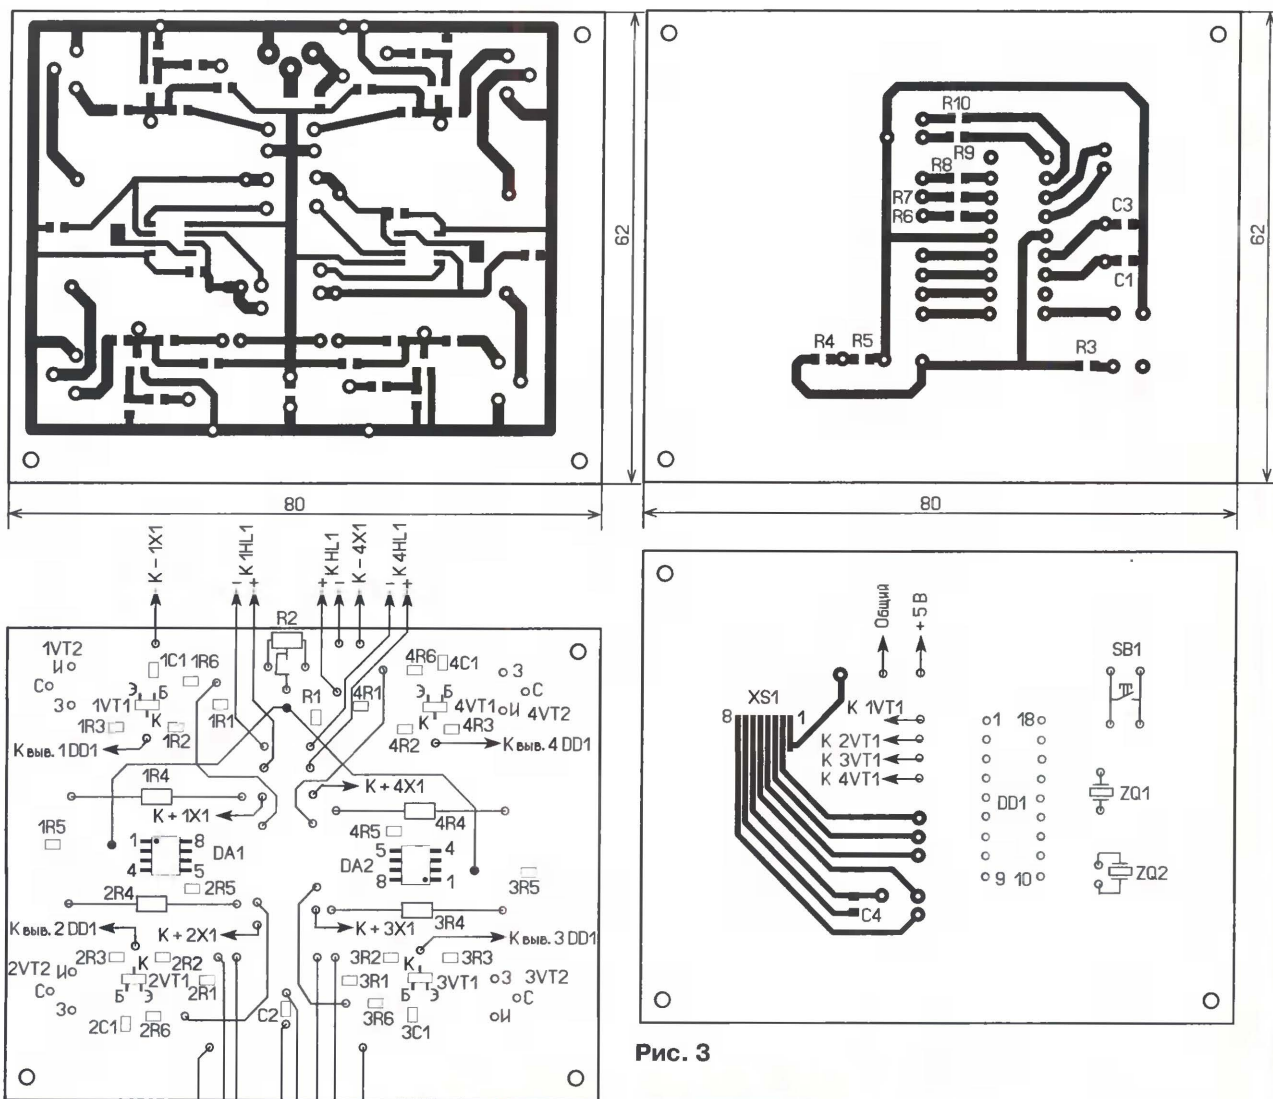 62
80
R10
R9
R8
R7
R6
C3
C1
R4 R5
R3
62
80
К – 1X1
– К 1HL1 +
+ К HL1 –
К – 4X1
– К 4HL1 +
R2
1VT2
И
С
З
1C1 1R6
Э Б
1VT1
К
1R3
1R2
1R1
К выв. 1 DD1
R1
4R1
4R6 4C1
Э Б
4VT1
К
4R2
4R3
З
С
И 4VT2
К выв. 4 DD1
1R4
К + 1X1
К + 4X1
1R5
1 8
4 5
DA1
4R5
4R4
5 4
DA2
8 1
3R5
2R4
2R5
3R4
К выв. 2 DD1
К + 2X1
К + 3X1
К выв. 3 DD1
2R3
К
2R2
2VT2 И
С
З
2VT1
Б Э
2R1
2C1 2R6
C2
3R2 К 3R3
3R1
3VT1
Б Э
3R6
3C1
З 3VT2
С
И
Общий
+ 5 В
XS1
8 1
К 1VT1
К 2VT1
К 3VT1
К 4VT1
1 18
DD1
9 10
SB1
ZQ1
ZQ2
C4
Рис. 3